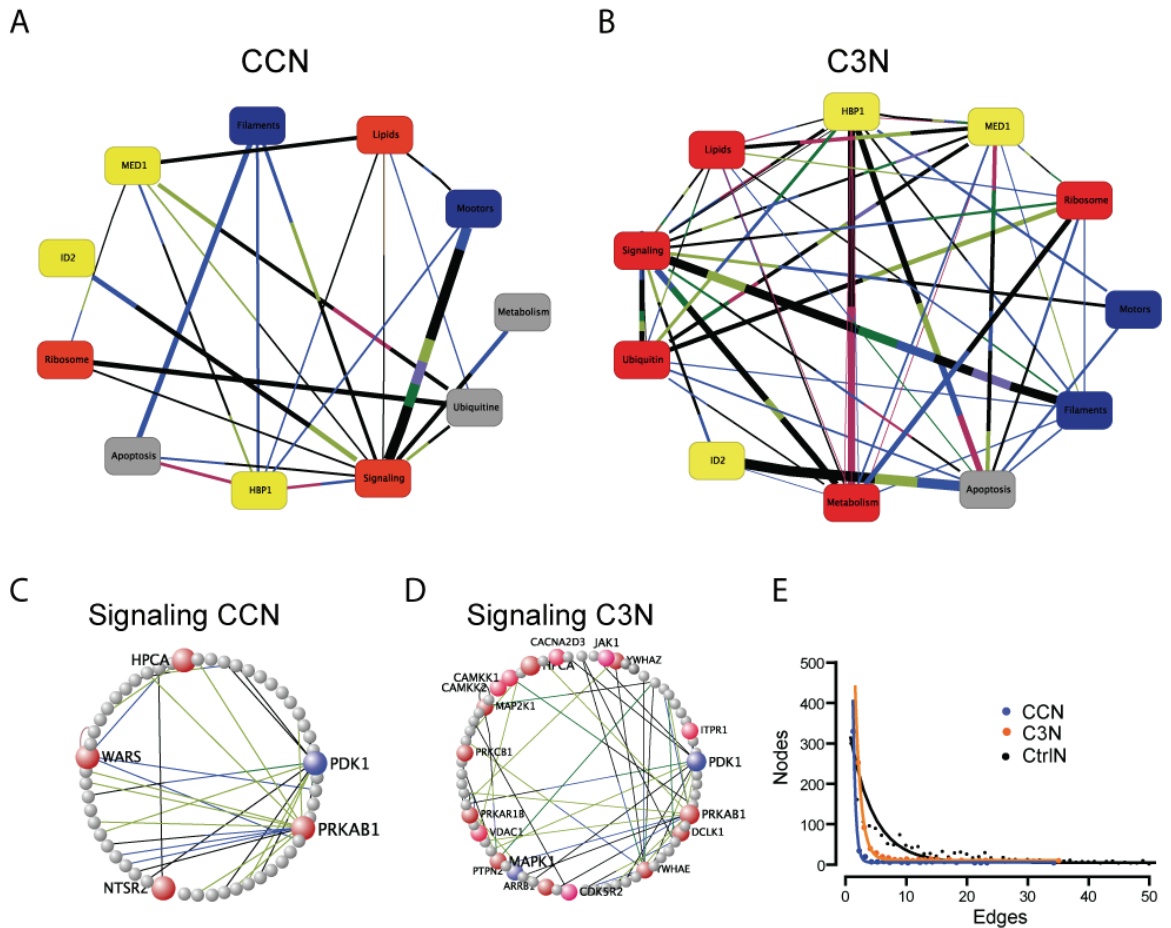 A
B
CCN
C3N
Filaments
Lipids
MED1
Mootors
ID2
Metabolism
Ribosome
Ubiquitine
Apoptosis
HBP1
Signaling
HBP1
MED1
Lipids
Ribosome
Signaling
Motors
Ubiquitin
Filaments
ID2
Metabolism
Apoptosis
C
D
E
Signaling CCN
Signaling C3N
HPCA
WARS
PDK1
PRKAB1
NTSR2
CACNA2D3
JAK1
HPCA
YWHAZ
CAMKK1
CAMKK2
MAP2K1
ITPR1
PRKCB1
PDK1
PRKAR1B
PRKAB1
VDAC1
DCLK1
MAPK1
PTPN2
YWHAE
ARRB1
CDK5R2
500
400
300
200
100
0
Nodes
CCN
C3N
CtrlN
0 10 20 30 40 50
Edges